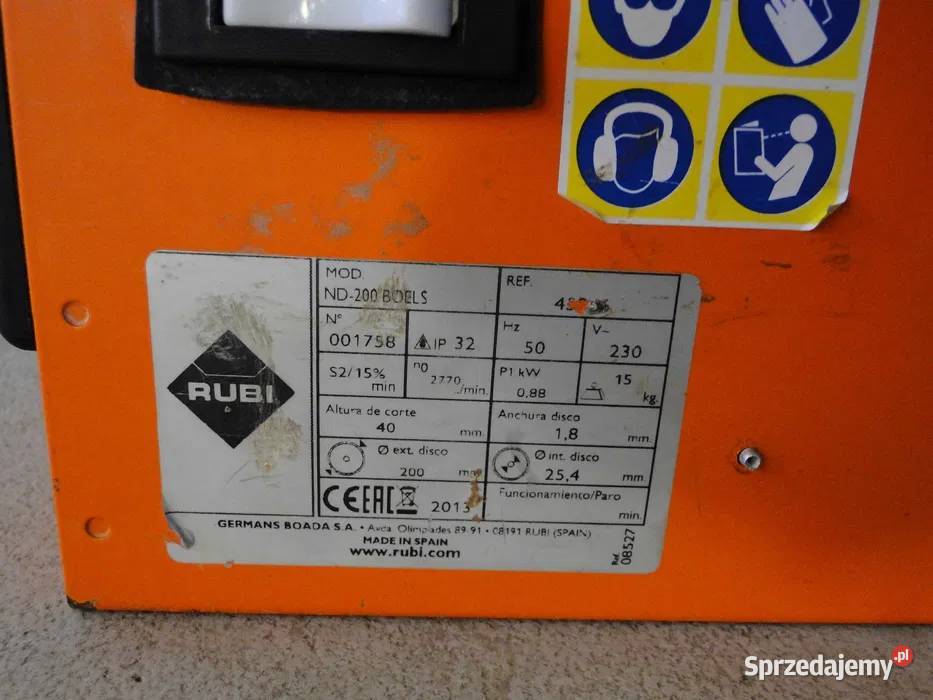 MOD.
ND-200 BOELS
REF.
Nº
001758
IP 32
Hz
50
V~
230
S2/15%
min
n0
2770
/min.
P1 kW
0,88
15
kg.
Altura de corte
40
mm.
Anchura disco
1,8
mm.
Ø ext. disco
200
mm.
Ø int. disco
25,4
mm.
RUBI
CE EAC 2013
Funcionamiento/Paro
min.
GERMANS BOADA S.A. • Avda. Olimpíades 89-91 • 08191 RUBI (SPAIN)
MADE IN SPAIN
www.rubi.com
Ref. 08527
Sprzedajemy.pl